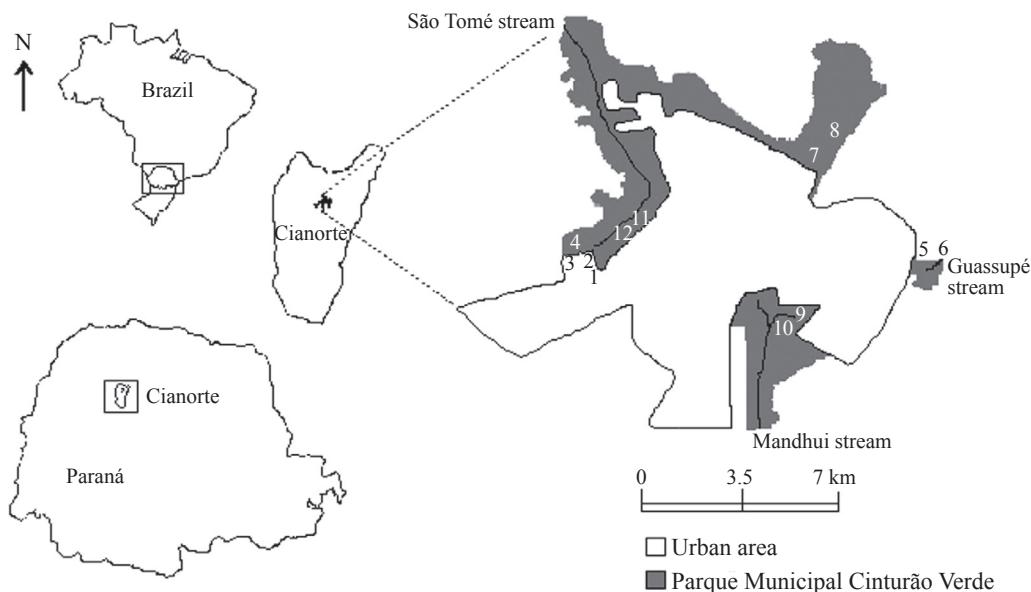 N
Brazil
Cianorte
Cianorte
Paraná
São Tomé stream
8
7
11
12
4
3 2
1
5 6
Guassupé
stream
9
10
Mandhui stream
0 3.5 7 km
Urban area
Parque Municipal Cinturão Verde